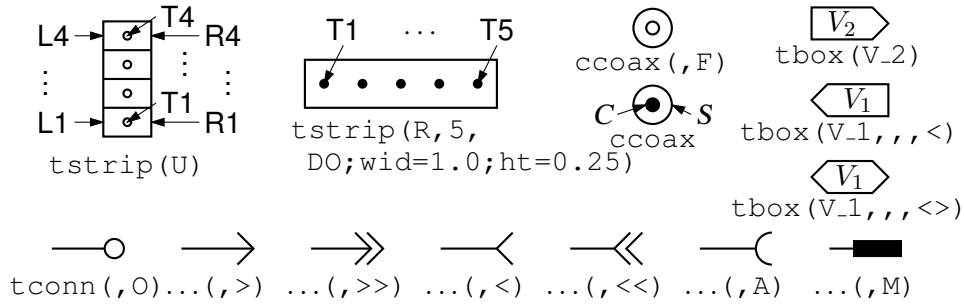 T4
L4 R4
⋮ ⋮ ⋮
T1
L1 R1
tstrip(U)
T1 ... T5
tstrip(R,5,
DO;wid=1.0;ht=0.25)
ccoax(,F)
C S
ccoax
V2
tbox(V_2)
V1
tbox(V_1,,,<)
V1
tbox(V_1,,,<>)
tconn(,O) ...(,>) ...(,>>) ...(,<) ...(,<<) ...(,A) ...(,M)